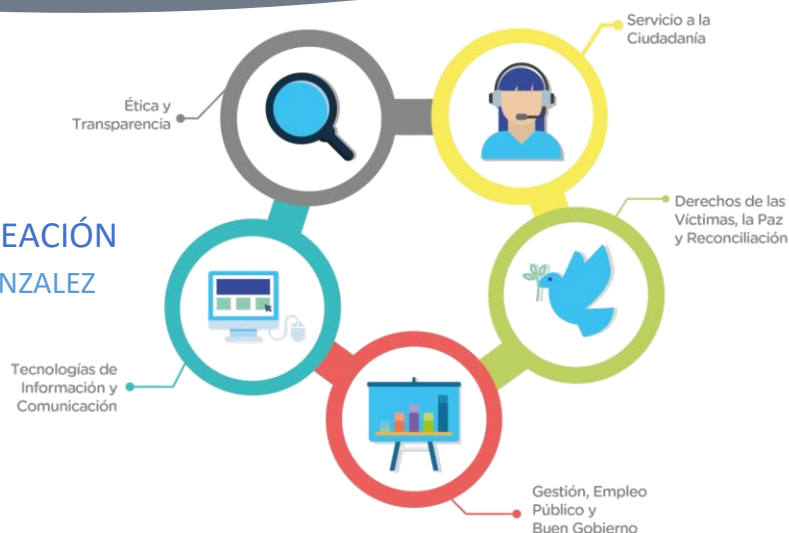 Servicio a la
Ciudadanía
Ética y
Transparencia
Derechos de las
Víctimas, la Paz
y Reconciliación
EACIÓN
NZALEZ
Tecnologías de
Información y
Comunicación
Gestión, Empleo
Público y
Buen Gobierno